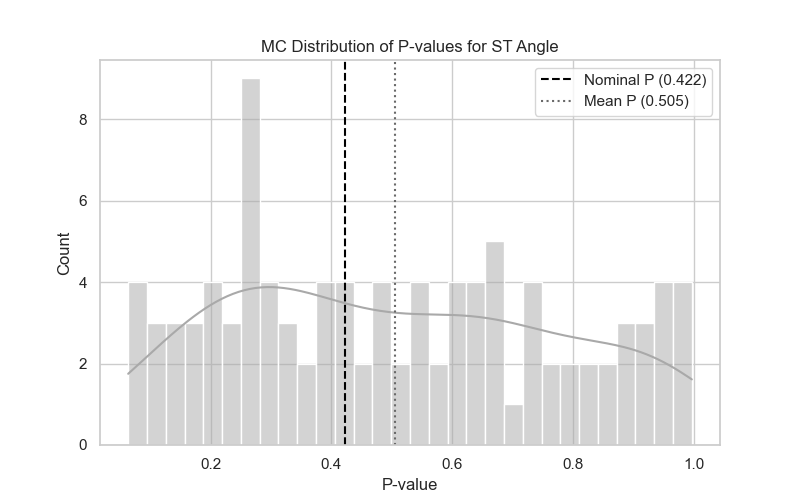 MC Distribution of P-values for ST Angle
Nominal P (0.422)
Mean P (0.505)
8
6
4
2
0
Count
0.2 0.4 0.6 0.8 1.0
P-value